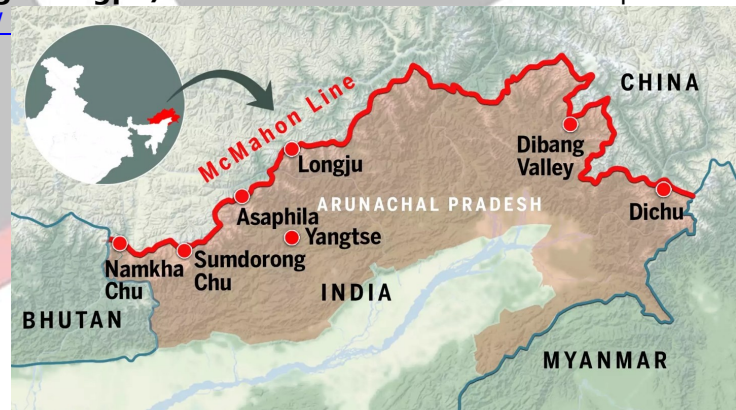 CHINA
McMahon Line
Longju
Dibang
Valley
Asaphila
ARUNACHAL PRADESH
Dichu
Yangtse
Namkha
Chu
Sumdorong
Chu
INDIA
BHUTAN
MYANMAR